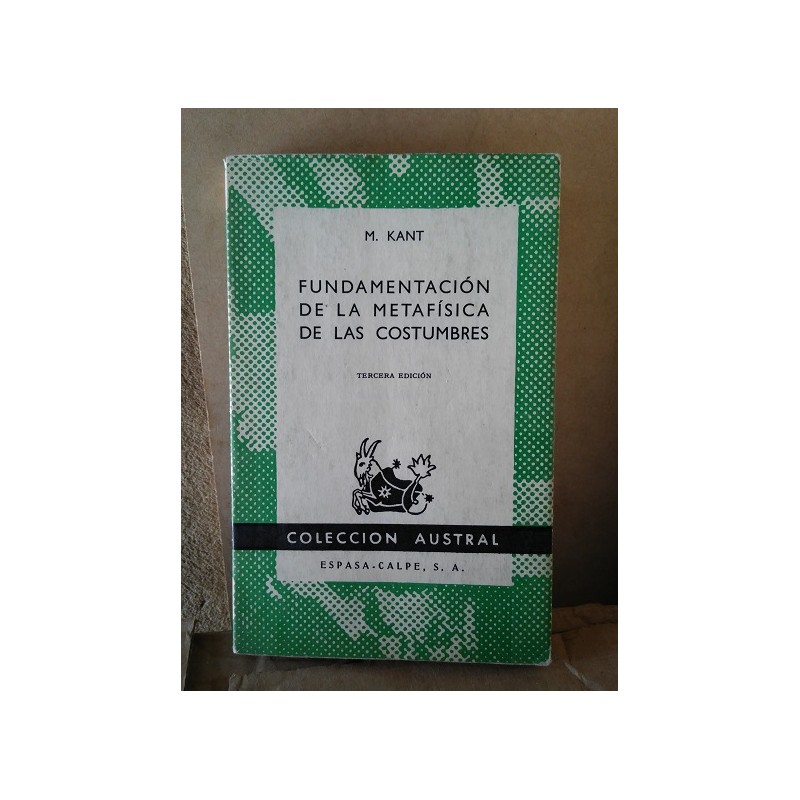 M. KANT
FUNDAMENTACIÓN
DE LA METAFÍSICA
DE LAS COSTUMBRES
TERCERA EDICIÓN
COLECCION AUSTRAL
ESPASA-CALPE, S. A.